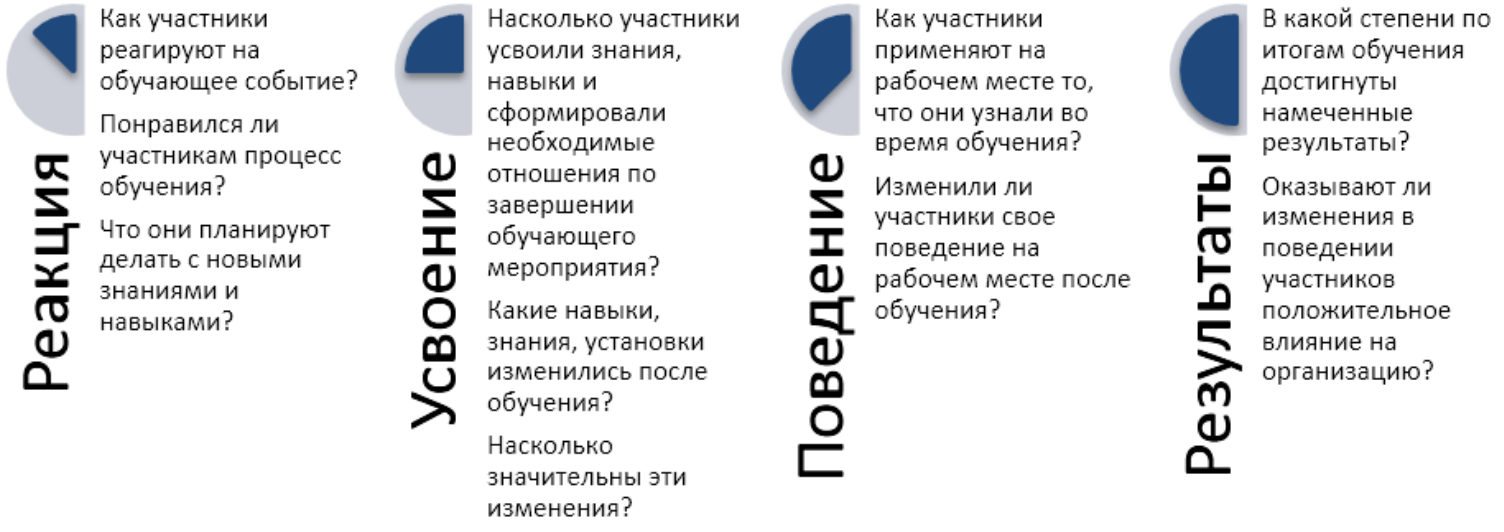 Реакция
Как участники
реагируют на
обучающее событие?
Понравился ли
участникам процесс
обучения?
Что они планируют
делать с новыми
знаниями и
навыками?
Усвоение
Насколько участники
усвоили знания,
навыки и
сформировали
необходимые
отношения по
завершении
обучающего
мероприятия?
Какие навыки,
знания, установки
изменились после
обучения?
Насколько
значительны эти
изменения?
Поведение
Как участники
применяют на
рабочем месте то,
что они узнали во
время обучения?
Изменили ли
участники свое
поведение на
рабочем месте после
обучения?
Результаты
В какой степени по
итогам обучения
достигнуты
намеченные
результаты?
Оказывают ли
изменения в
поведении
участников
положительное
влияние на
организацию?